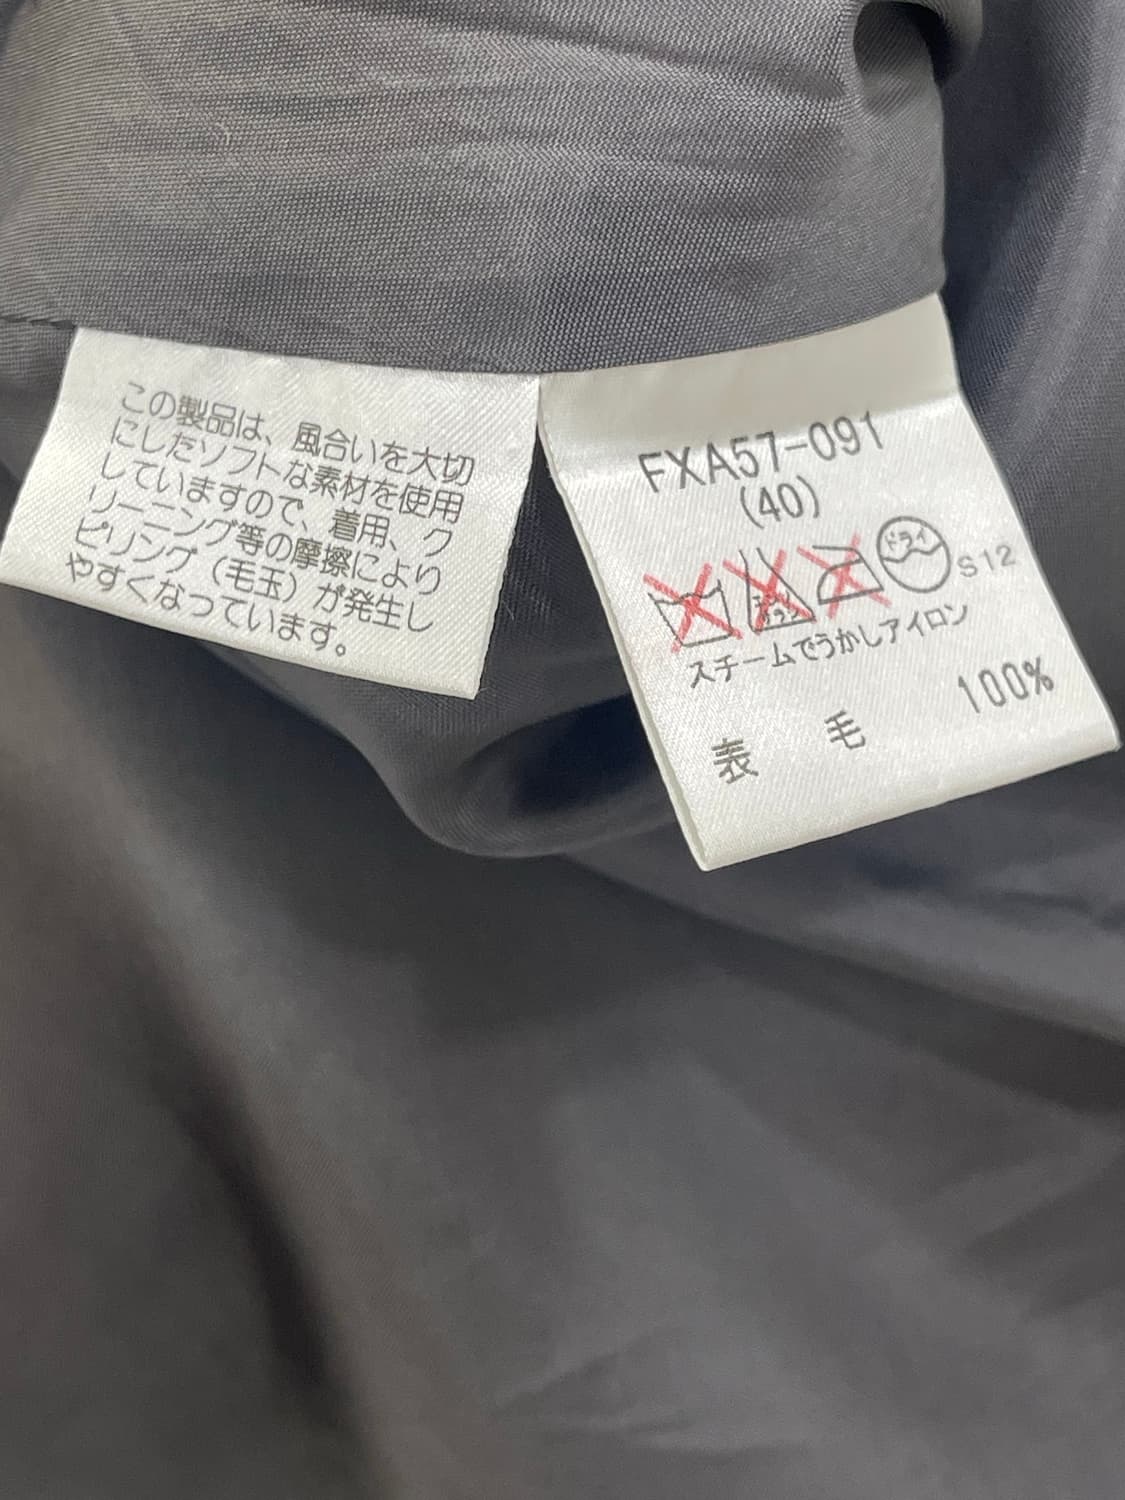 この製品は、風合いを大切
にしたソフトな素材を使用
していますので、着用、ク
リーニング等の摩擦により
ピリング（毛玉）が発生し
やすくなっています。
FXA57-091
(40)
ドライ
S12
スチームでうかしアイロン
表 毛 100%